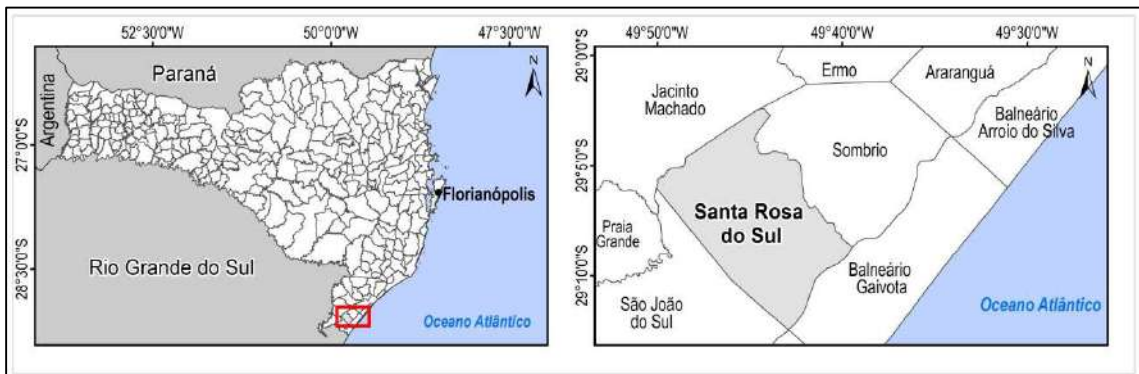 52°30'0"W
50°0'0"W
47°30'0"W
27°0'0"S
28°30'0"S
N
Paraná
Argentina
Florianópolis
Rio Grande do Sul
Oceano Atlântico
49°50'0"W
49°40'0"W
49°30'0"W
29°0'0"S
29°5'0"S
29°10'0"S
N
Ermo
Araranguá
Jacinto
Machado
Balneário
Arroio do Silva
Sombrio
Santa Rosa
do Sul
Praia
Grande
Balneário
Gaivota
São João
do Sul
Oceano Atlântico